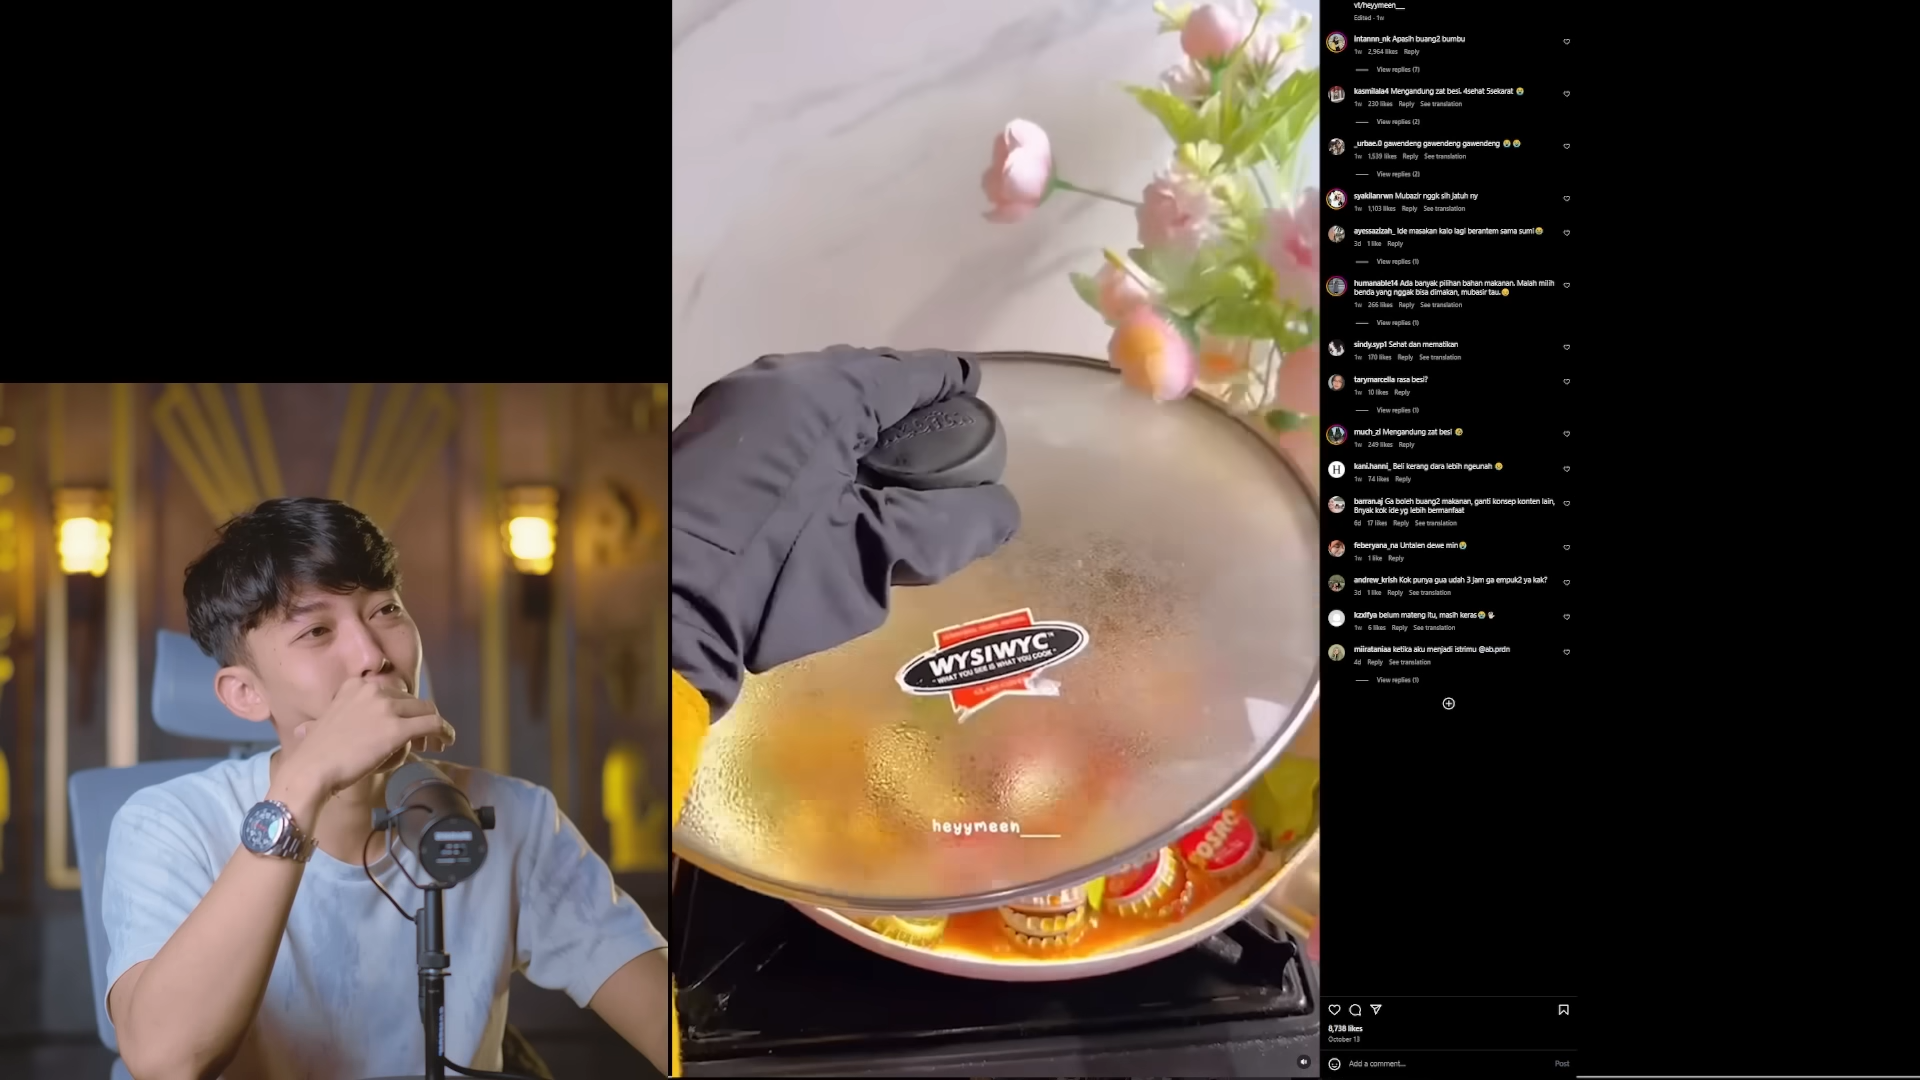 vt/heyymeen__
Edited · 1w
intannn_nk Apasih buang2 bumbu
1w 2,964 likes Reply
View replies (7)
kasmilala4 Mengandung zat besi. 4sehat 5sekarat 😭
1w 230 likes Reply See translation
View replies (2)
_urbae.0 gawendeng gawendeng gawendeng 😭😭
1w 1,539 likes Reply See translation
View replies (2)
syakilanrwn Mubazir nggk sih jatuh ny
1w 1,103 likes Reply See translation
ayessazizah_ Ide masakan kalo lagi berantem sama sumi😭
3d 1 like Reply
View replies (1)
humanable14 Ada banyak pilihan bahan makanan. Malah milih
benda yang nggak bisa dimakan, mubasir tau.😊
1w 266 likes Reply See translation
View replies (1)
sindy.syp1 Sehat dan mematikan
1w 170 likes Reply See translation
tarymarcella rasa besi?
1w 10 likes Reply
View replies (1)
much_zl Mengandung zat besi 😂
1w 249 likes Reply
H
kani.hanni_ Beli kerang dara lebih ngeunah 😢
1w 74 likes Reply
barran.aj Ga boleh buang2 makanan, ganti konsep konten lain,
Bnyak kok ide yg lebih bermanfaat
6d 17 likes Reply See translation
feberyana_na Untalen dewe min😭
1w 1 like Reply
andrew_krish Kok punya gua udah 3 jam ga empuk2 ya kak?
3d 1 like Reply See translation
kzxlfya belum mateng itu, masih keras😭👋
1w 6 likes Reply See translation
miirataniaa ketika aku menjadi istrimu @ab.prdn
4d Reply See translation
View replies (1)
8,738 likes
October 13
Add a comment...
Post
WYSIWYC™
"WHAT YOU SEE IS WHAT YOU COOK"
heyymeen__
SOSRO